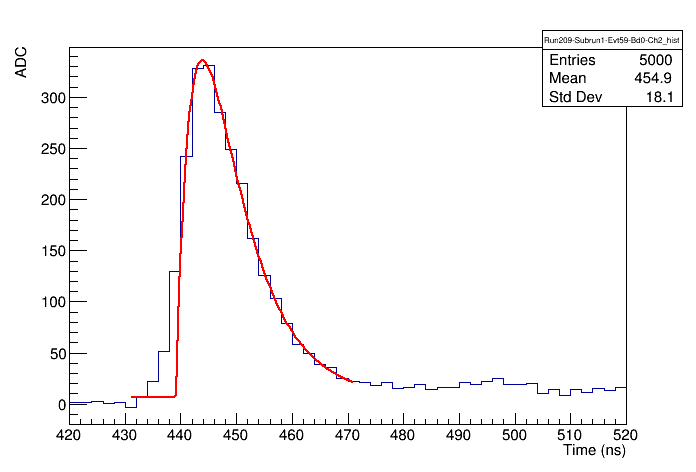 Run209-Subrun1-Evt59-Bd0-Ch2_hist
Entries 5000
Mean 454.9
Std Dev 18.1
ADC
300
250
200
150
100
50
0
420 430 440 450 460 470 480 490 500 510 520
Time (ns)